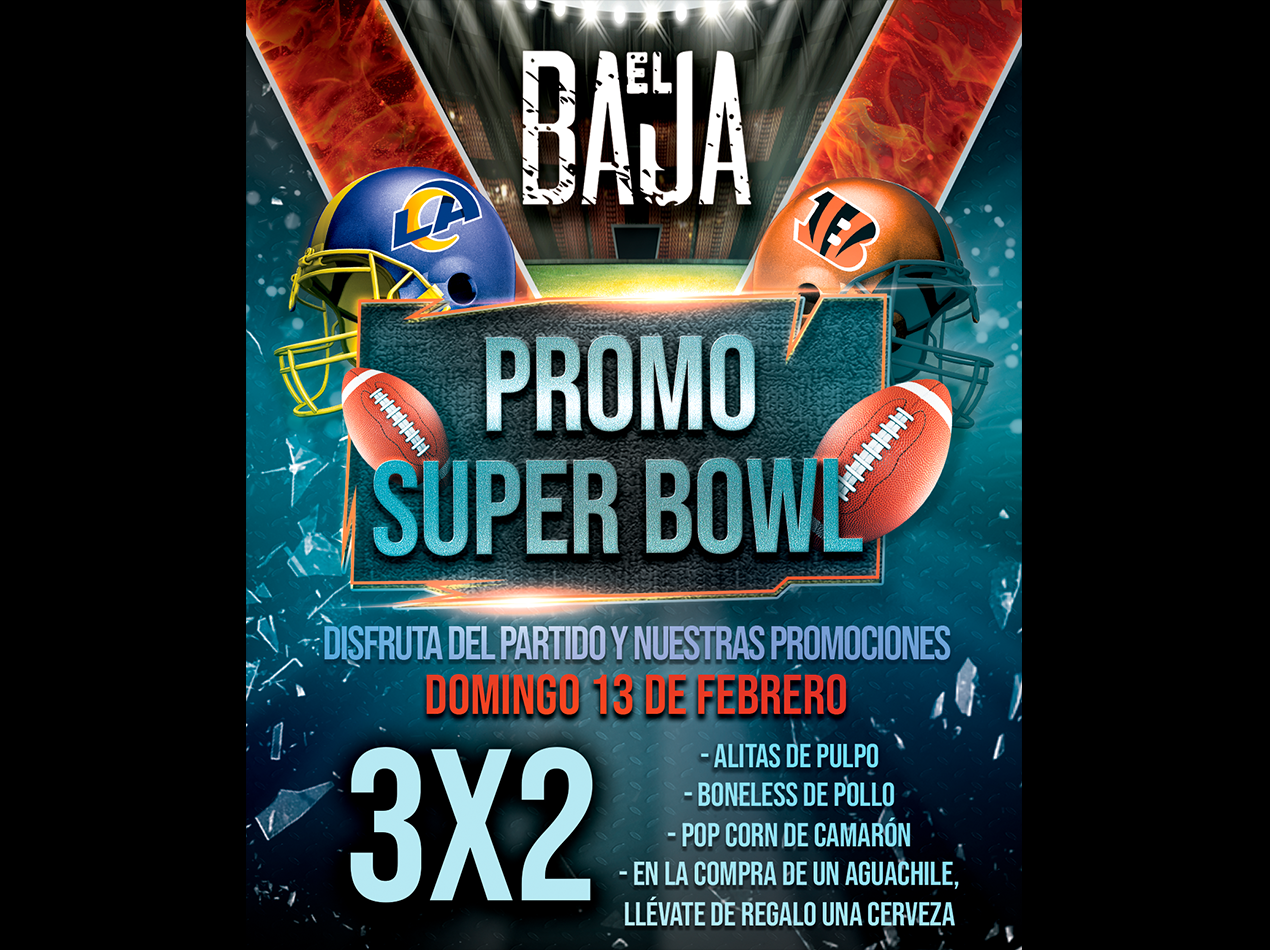 EL
BAJA
LA
B
PROMO
SUPER BOWL
DISFRUTA DEL PARTIDO Y NUESTRAS PROMOCIONES
DOMINGO 13 DE FEBRERO
3X2
- ALITAS DE PULPO
- BONELESS DE POLLO
- POP CORN DE CAMARÓN
- EN LA COMPRA DE UN AGUACHILE,
LLÉVATE DE REGALO UNA CERVEZA